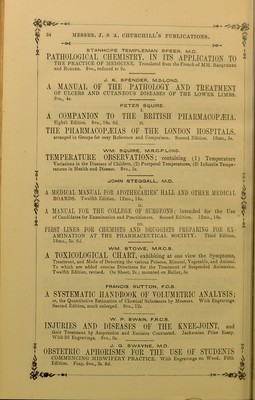 34 MESSRS. J. & A. CHURCHILL'S PUBLICATIONS.
STANHOPE TEMPLEMAN SPEER, M.D.
PATHOLOGICAL CHEMISTRY, IN ITS APPLICATION TO
THE PRACTICE OF MEDICINE. Translated from the French of MM. BECQUEREL
and RODIER. 8vo., reduced to 8s.
J. K. SPENDER, M.D. LOND.
A MANUAL OF THE PATHOLOGY AND TREATMENT
OF ULCERS AND CUTANEOUS DISEASES OF THE LOWER LIMBS.
8vo., 4s.
PETER SQUIRE.
I.
A COMPANION TO THE BRITISH PHARMACOPŒIA.
Eighth Edition. 8vo., 10s. 6d.
II.
THE PHARMACOPŒIAS OF THE LONDON HOSPITALS,
arranged in Groups for easy Reference and Comparison. Second Edition. 18mo., 5s.
WM. SQUIRE, M.R.C.P. LOND.
TEMPERATURE OBSERVATIONS; containing (1) Temperature
Variations in the Diseases of Children, (2) Puerperal Temperatures, (3) Infantile Tempe-
ratures in Health and Disease. 8vo., 5s.
JOHN STEGGALL, M.D.
I.
A MEDICAL MANUAL FOR APOTHECARIES' HALL AND OTHER MEDICAL
BOARDS. Twelfth Edition. 12mo., 10s.
II.
A MANUAL FOR THE COLLEGE OF SURGEONS; intended for the Use
of Candidates for Examination and Practitioners. Second Edition. 12mo., 10s.
III.
FIRST LINES FOR CHEMISTS AND DRUGGISTS PREPARING FOR EX-
AMINATION AT THE PHARMACEUTICAL SOCIETY. Third Edition.
18mo., 3s. 6d.
WM. STOWE, M.R.C.S.
A TOXICOLOGICAL CHART, exhibiting at one view the Symptoms,
Treatment, and Mode of Detecting the various Poisons, Mineral, Vegetable, and Animal.
To which are added concise Directions for the Treatment of Suspended Animation.
Twelfth Edition, revised. On Sheet, 2s.; mounted on Roller, 5s.
FRANCIS SUTTON, F.C.S.
A SYSTEMATIC HANDBOOK OF VOLUMETRIC ANALYSIS;
or, the Quantitative Estimation of Chemical Substances by Measure. With Engravings.
Second Edition, much enlarged.
W. P. SWAIN, F.R.C.S.
INJURIES AND DISEASES OF THE KNEE-JOINT, and
their Treatment by Amputation and Excision Contrasted. Jacksonian Prize Essay.
With 36 Engravings. 8vo., 9s.
J. G. SWAYNE, M.D.
OBSTETRIC APHORISMS FOR THE USE OF STUDENTS
COMMENCING MIDWIFERY PRACTICE. With Engravings on Wood. Fifth
Edition. Fcap. 8vo., 3s. 6d.